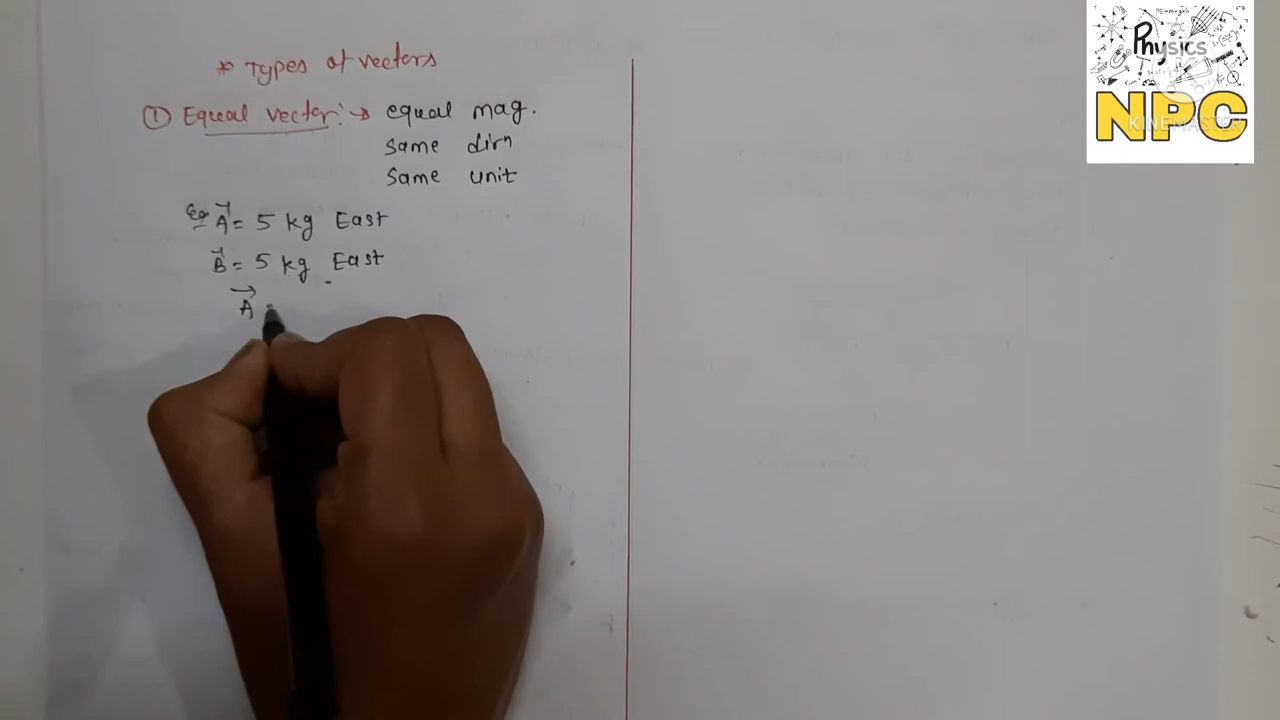 * Types of vectors
① Equal vector:→ equal mag.
same dirⁿ
same unit
Eg A⃗ = 5 kg East
B⃗ = 5 kg East
A⃗ =
Physics
NPC
KINEMASTER